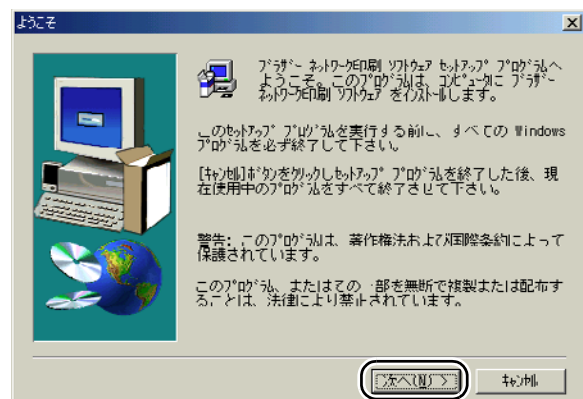 ようこそ
ﾌﾞﾗｻﾞｰ ﾈｯﾄﾜｰｸ印刷 ｿﾌﾄｳｪｱ ｾｯﾄｱｯﾌﾟ ﾌﾟﾛｸﾞﾗﾑへ
ようこそ。このﾌﾟﾛｸﾞﾗﾑは、ｺﾝﾋﾟｭｰﾀに ﾌﾞﾗｻﾞｰ
ﾈｯﾄﾜｰｸ印刷 ｿﾌﾄｳｪｱ をｲﾝｽﾄｰﾙします。
このｾｯﾄｱｯﾌﾟ ﾌﾟﾛｸﾞﾗﾑを実行する前に、すべての Windows
ﾌﾟﾛｸﾞﾗﾑを必ず終了して下さい。
[ｷｬﾝｾﾙ]ﾎﾞﾀﾝをｸﾘｯｸしｾｯﾄｱｯﾌﾟ ﾌﾟﾛｸﾞﾗﾑを終了した後、現
在使用中のﾌﾟﾛｸﾞﾗﾑをすべて終了させて下さい。
警告: このﾌﾟﾛｸﾞﾗﾑは、著作権法および国際条約によって
保護されています。
このﾌﾟﾛｸﾞﾗﾑ、またはその一部を無断で複製または配布す
ることは、法律により禁止されています。
次へ(N) >
ｷｬﾝｾﾙ